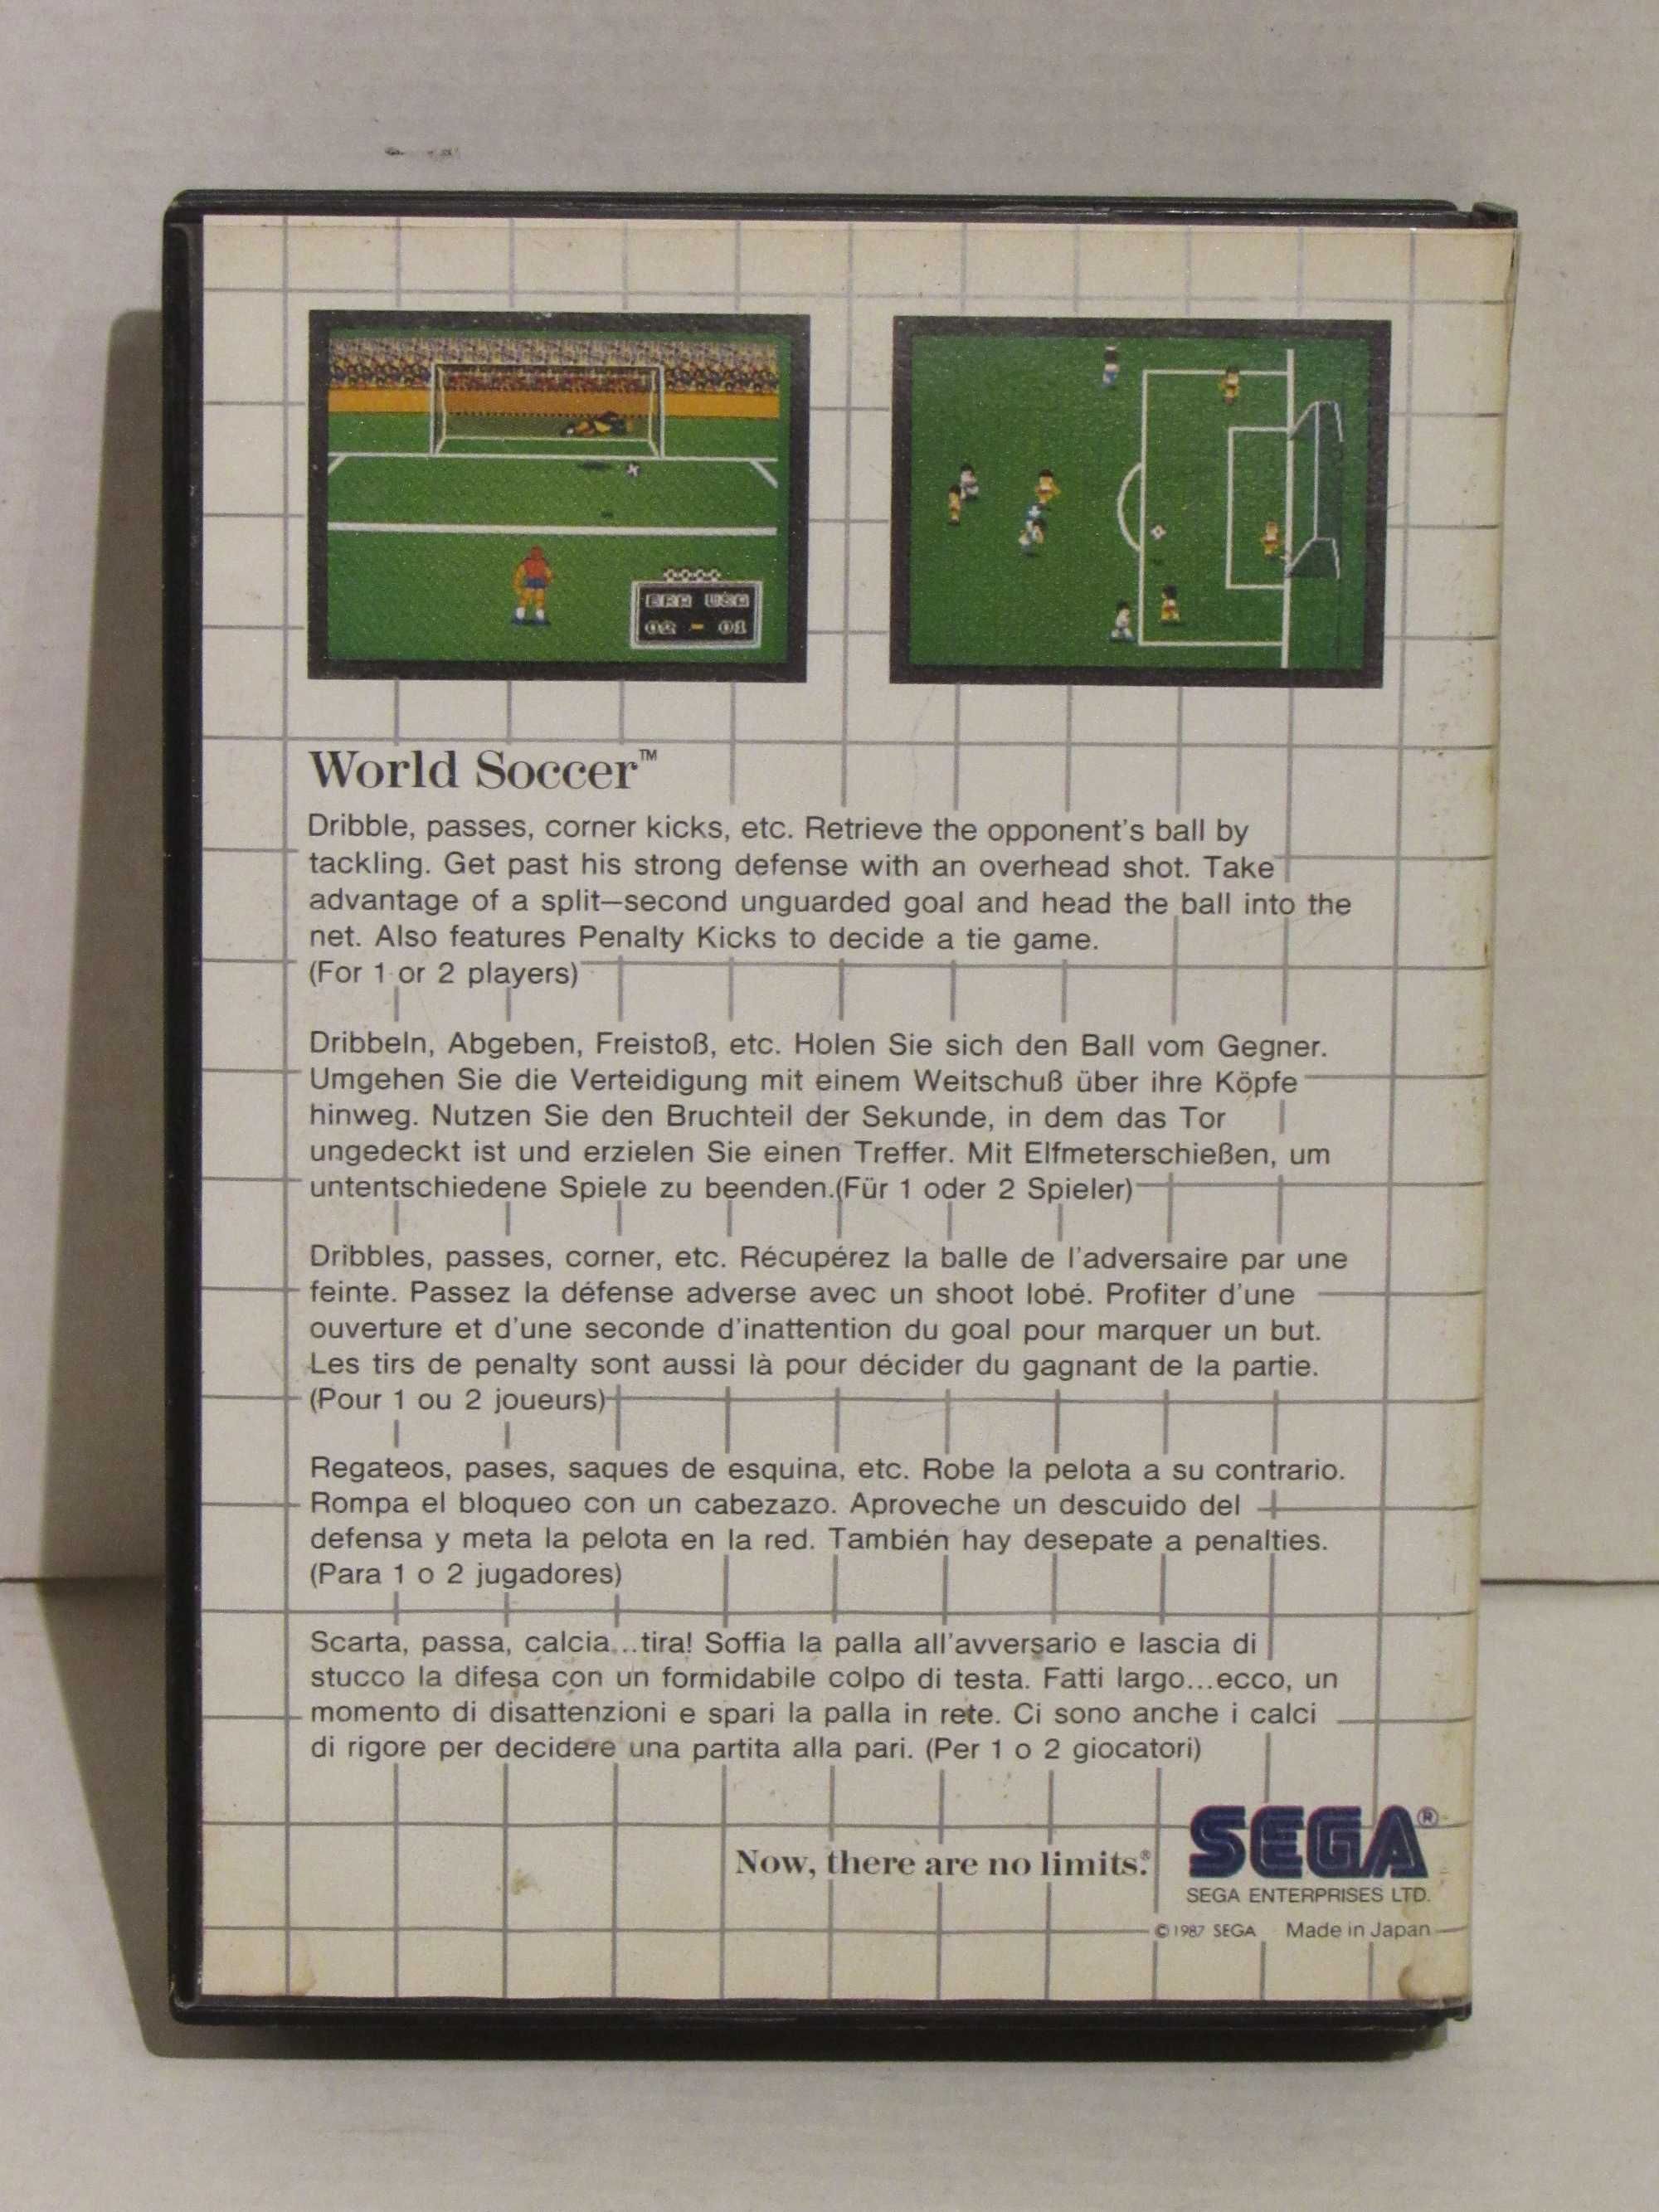 BRA USA
02 - 01
World Soccer™
Dribble, passes, corner kicks, etc. Retrieve the opponent's ball by
tackling. Get past his strong defense with an overhead shot. Take
advantage of a split—second unguarded goal and head the ball into the
net. Also features Penalty Kicks to decide a tie game.
(For 1 or 2 players)
Dribbeln, Abgeben, Freistoß, etc. Holen Sie sich den Ball vom Gegner.
Umgehen Sie die Verteidigung mit einem Weitschuß über ihre Köpfe
hinweg. Nutzen Sie den Bruchteil der Sekunde, in dem das Tor
ungedeckt ist und erzielen Sie einen Treffer. Mit Elfmeterschießen, um
untentschiedene Spiele zu beenden.(Für 1 oder 2 Spieler)
Dribbles, passes, corner, etc. Récupérez la balle de l'adversaire par une
feinte. Passez la défense adverse avec un shoot lobé. Profiter d'une
ouverture et d'une seconde d'inattention du goal pour marquer un but.
Les tirs de penalty sont aussi là pour décider du gagnant de la partie.
(Pour 1 ou 2 joueurs)
Regateos, pases, saques de esquina, etc. Robe la pelota a su contrario.
Rompa el bloqueo con un cabezazo. Aproveche un descuido del
defensa y meta la pelota en la red. También hay desepate a penalties.
(Para 1 o 2 jugadores)
Scarta, passa, calcia...tira! Soffia la palla all'avversario e lascia di
stucco la difesa con un formidabile colpo di testa. Fatti largo...ecco, un
momento di disattenzioni e spari la palla in rete. Ci sono anche i calci
di rigore per decidere una partita alla pari. (Per 1 o 2 giocatori)
Now, there are no limits.®
SEGA®
SEGA ENTERPRISES LTD.
©1987 SEGA Made in Japan